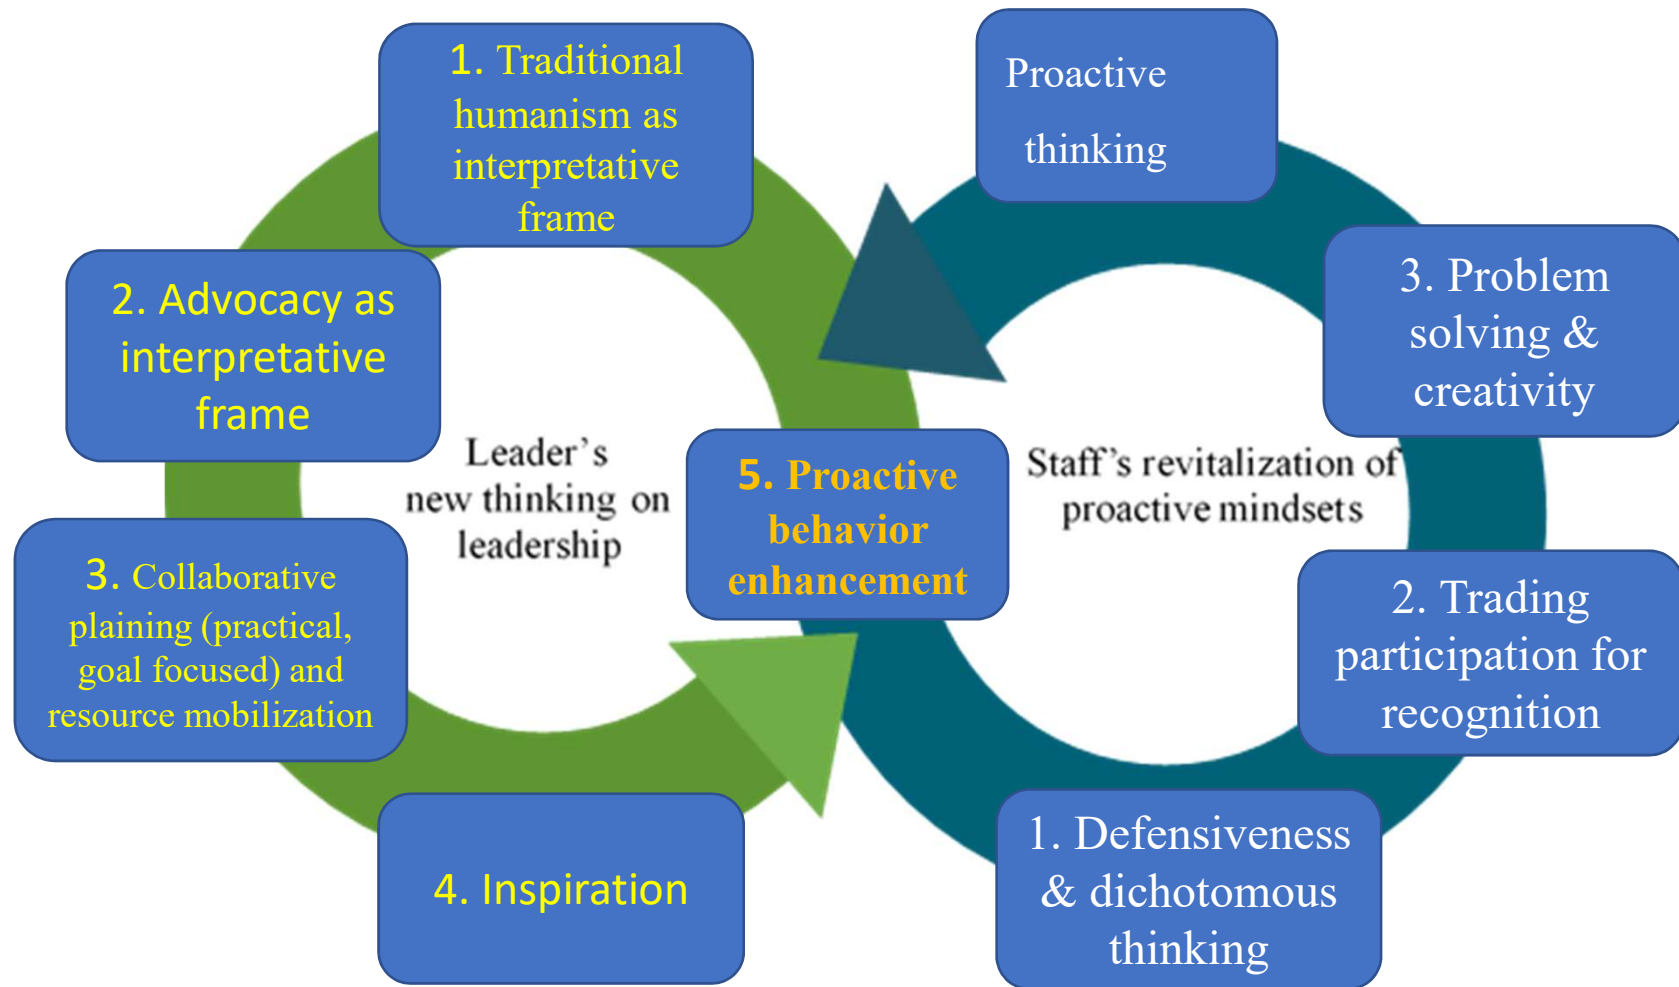 1. Traditional
humanism as
interpretative
frame
2. Advocacy as
interpretative
frame
3. Collaborative
plaining (practical,
goal focused) and
resource mobilization
4. Inspiration
Leader’s
new thinking on
leadership
5. Proactive
behavior
enhancement
Staff’s revitalization of
proactive mindsets
Proactive
thinking
3. Problem
solving &
creativity
2. Trading
participation for
recognition
1. Defensiveness
& dichotomous
thinking